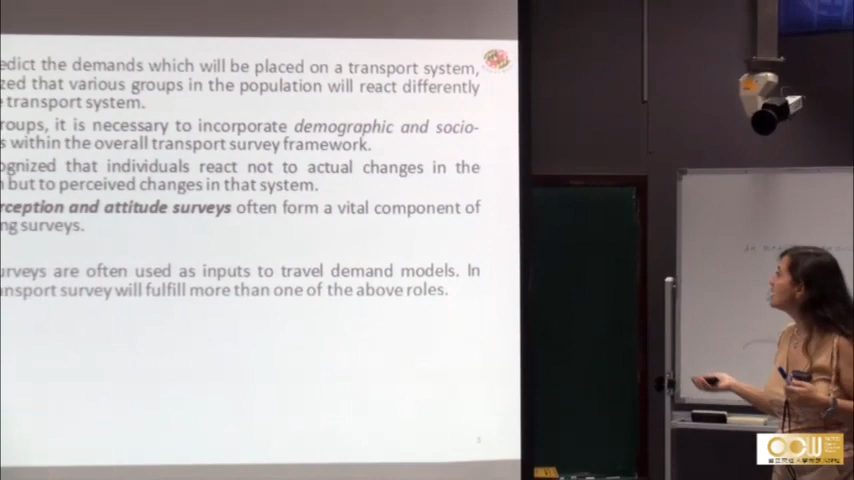 edict the demands which will be placed on a transport system,
zed that various groups in the population will react differently
e transport system.
roups, it is necessary to incorporate demographic and socio-
s within the overall transport survey framework.
ognized that individuals react not to actual changes in the
n but to perceived changes in that system.
rception and attitude surveys often form a vital component of
ng surveys.
urveys are often used as inputs to travel demand models. In
ansport survey will fulfill more than one of the above roles.
OCW